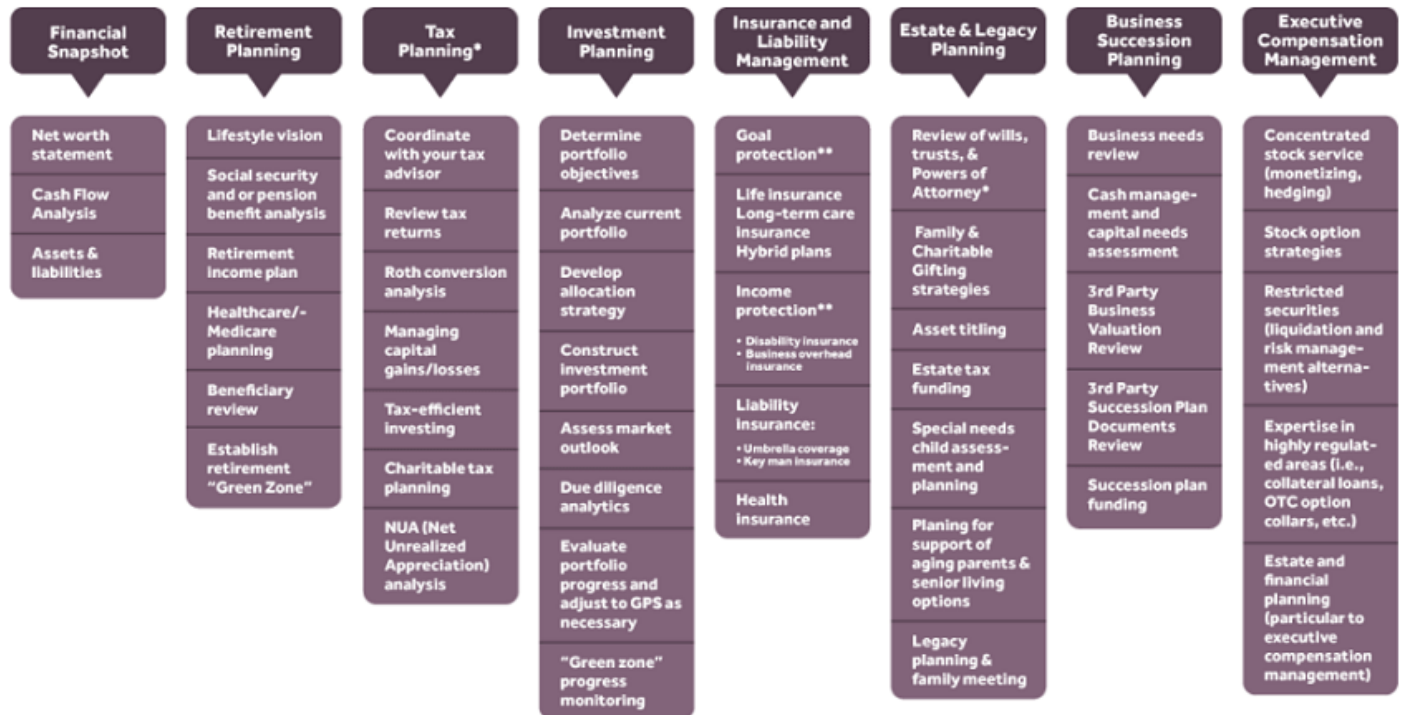 Financial
Snapshot
Net worth
statement
Cash Flow
Analysis
Assets &
liabilities
Retirement
Planning
Lifestyle vision
Social security
and or pension
benefit analysis
Retirement
income plan
Healthcare/-
Medicare
planning
Beneficiary
review
Establish
retirement
“Green Zone”
Tax
Planning*
Coordinate
with your tax
advisor
Review tax
returns
Roth conversion
analysis
Managing
capital
gains/losses
Tax-efficient
investing
Charitable tax
planning
NUA (Net
Unrealized
Appreciation)
analysis
Investment
Planning
Determine
portfolio
objectives
Analyze current
portfolio
Develop
allocation
strategy
Construct
investment
portfolio
Assess market
outlook
Due diligence
analytics
Evaluate
portfolio
progress and
adjust to GPS as
necessary
“Green zone”
progress
monitoring
Insurance and
Liability
Management
Goal
protection**
Life insurance
Long-term care
insurance
Hybrid plans
Income
protection**
• Disability insurance
• Business overhead
insurance
Liability
insurance:
• Umbrella coverage
• Key man insurance
Health
insurance
Estate & Legacy
Planning
Review of wills,
trusts, &
Powers of
Attorney*
Family &
Charitable
Gifting
strategies
Asset titling
Estate tax
funding
Special needs
child assess-
ment and
planning
Planing for
support of
aging parents &
senior living
options
Legacy
planning &
family meeting
Business
Succession
Planning
Business needs
review
Cash manage-
ment and
capital needs
assessment
3rd Party
Business
Valuation
Review
3rd Party
Succession Plan
Documents
Review
Succession plan
funding
Executive
Compensation
Management
Concentrated
stock service
(monetizing,
hedging)
Stock option
strategies
Restricted
securities
(liquidation and
risk manage-
ment alterna-
tives)
Expertise in
highly regulat-
ed areas (i.e.,
collateral loans,
OTC option
collars, etc.)
Estate and
financial
planning
(particular to
executive
compensation
management)